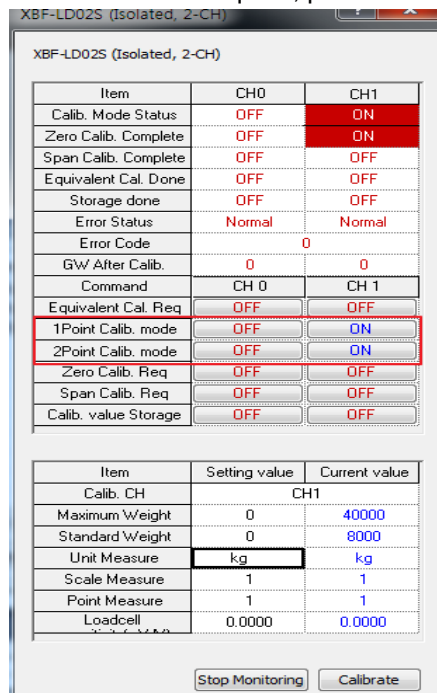 XBF-LD02S (Isolated, 2-CH)
XBF-LD02S (Isolated, 2-CH)
Item CH0 CH1
Calib. Mode Status OFF ON
Zero Calib. Complete OFF ON
Span Calib. Complete OFF OFF
Equivalent Cal. Done OFF OFF
Storage done OFF OFF
Error Status Normal Normal
Error Code 0
GW After Calib. 0 0
Command CH 0 CH 1
Equivalent Cal. Req OFF OFF
1Point Calib. mode OFF ON
2Point Calib. mode OFF ON
Zero Calib. Req OFF OFF
Span Calib. Req OFF OFF
Calib. value Storage OFF OFF
Item Setting value Current value
Calib. CH CH1
Maximum Weight 0 40000
Standard Weight 0 8000
Unit Measure kg kg
Scale Measure 1 1
Point Measure 1 1
Loadcell 0.0000 0.0000
Stop Monitoring Calibrate